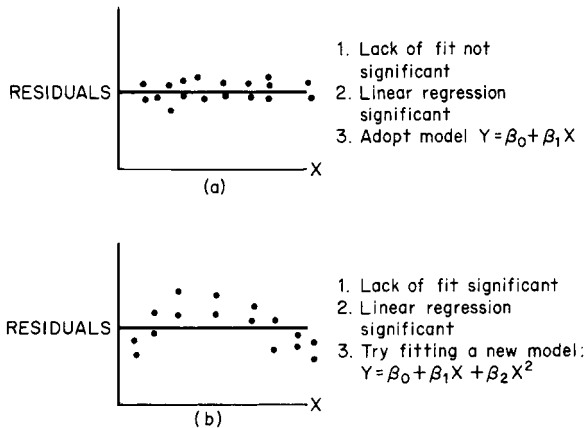 RESIDUALS
X
(a)
1. Lack of fit not
significant
2. Linear regression
significant
3. Adopt model Y=β₀+β₁X
RESIDUALS
X
(b)
1. Lack of fit significant
2. Linear regression
significant
3. Try fitting a new model:
Y=β₀+β₁X+β₂X²